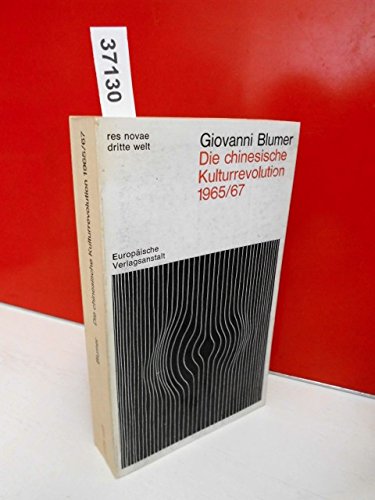 37130
res novae
dritte welt
Giovanni Blumer
Die chinesische
Kulturrevolution
1965/67
Europäische
Verlagsanstalt
Blumer Die chinesische Kulturrevolution 1965/67